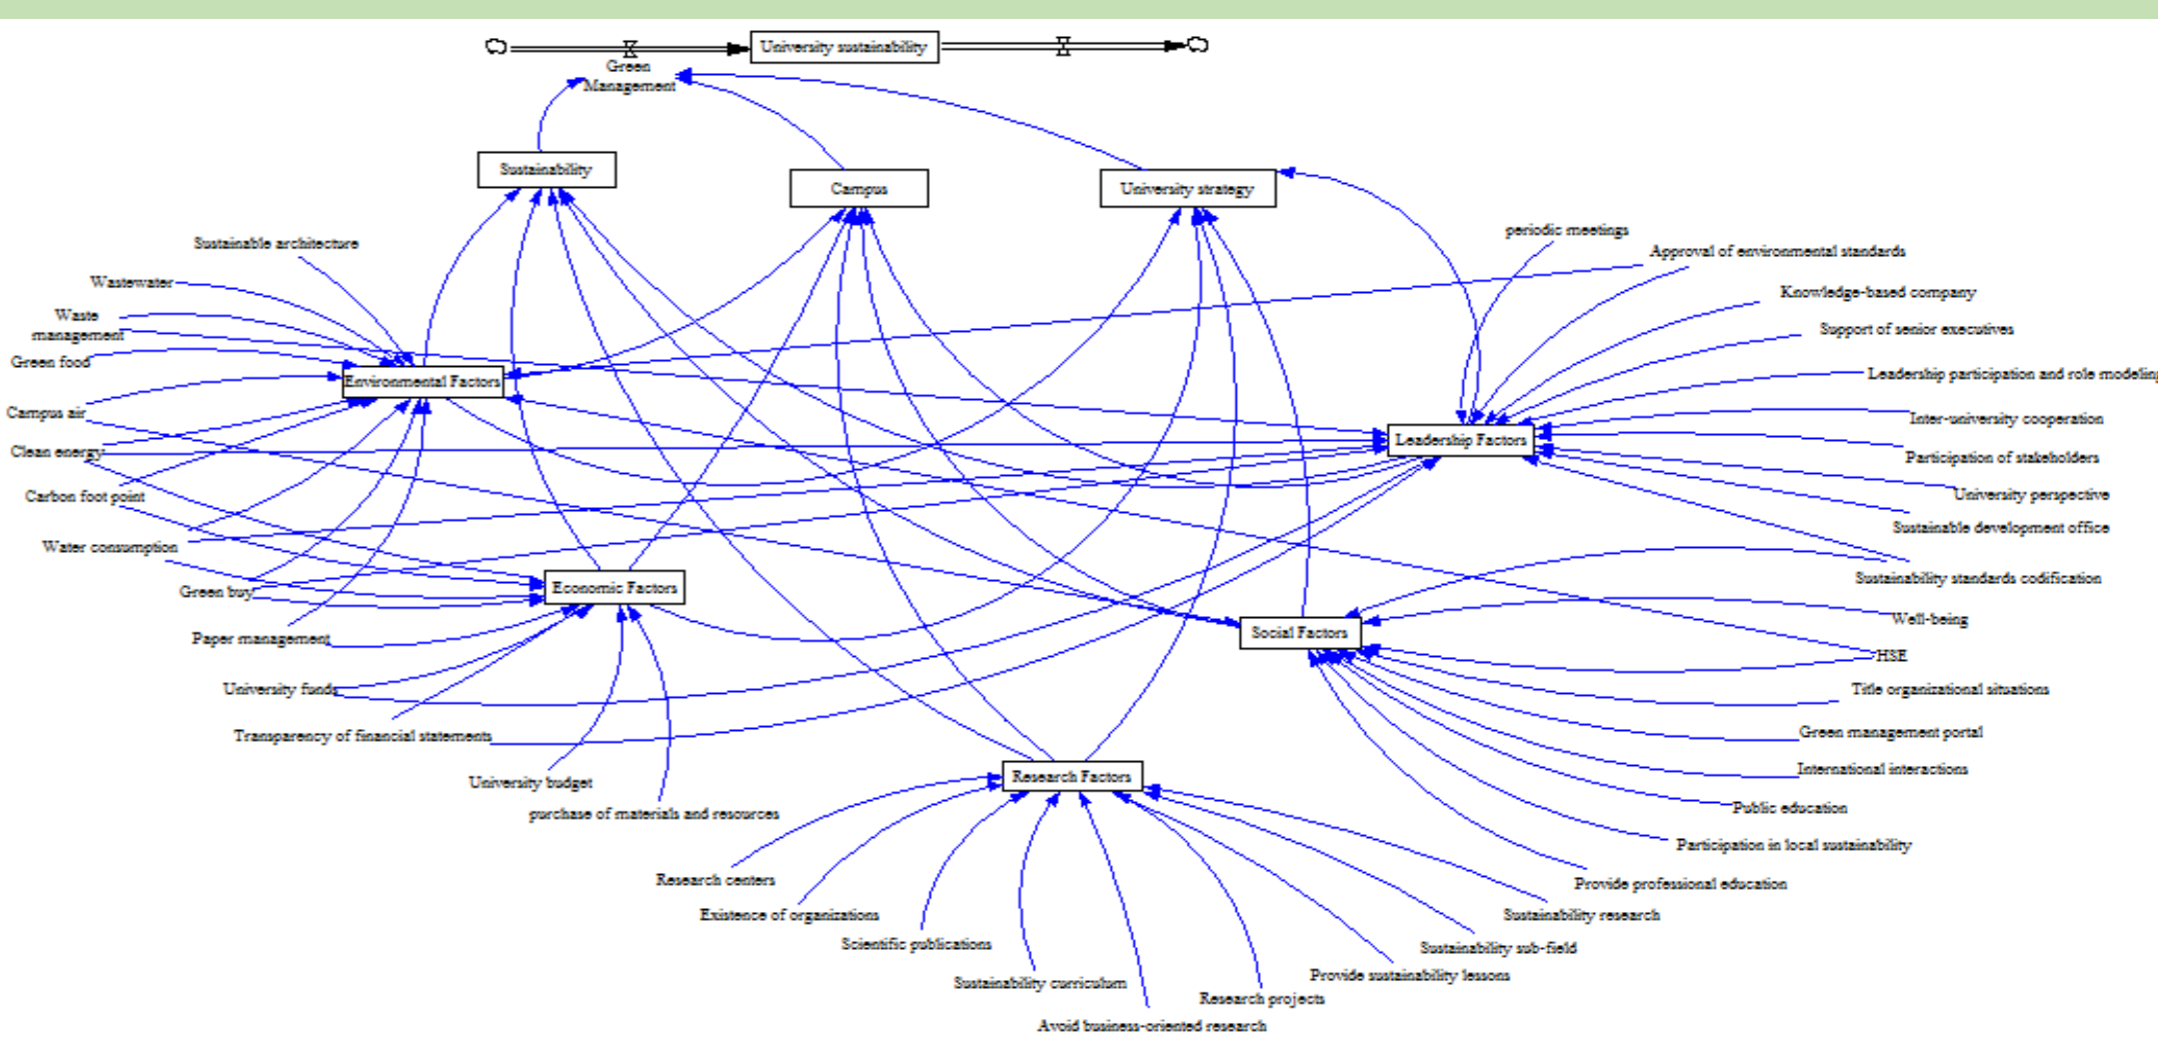 University sustainability
Green
Management
Sustainability
Campus
University strategy
Sustainable architecture
periodic meetings
Approval of environmental standards
Wastewater
Knowledge-based company
Waste
management
Support of senior executives
Green food
Environmental Factors
Leadership participation and role modeling
Campus air
Inter-university cooperation
Leadership Factors
Clean energy
Participation of stakeholders
Carbon foot point
University perspective
Sustainable development office
Water consumption
Sustainability standards codification
Green buy
Economic Factors
Well-being
Paper management
Social Factors
HSE
University funds
Title organizational situations
Transparency of financial statements
Green management portal
International interactions
University budget
Research Factors
purchase of materials and resources
Public education
Participation in local sustainability
Research centers
Provide professional education
Existence of organizations
Sustainability research
Scientific publications
Sustainability sub-field
Sustainability curriculum
Provide sustainability lessons
Research projects
Avoid business-oriented research